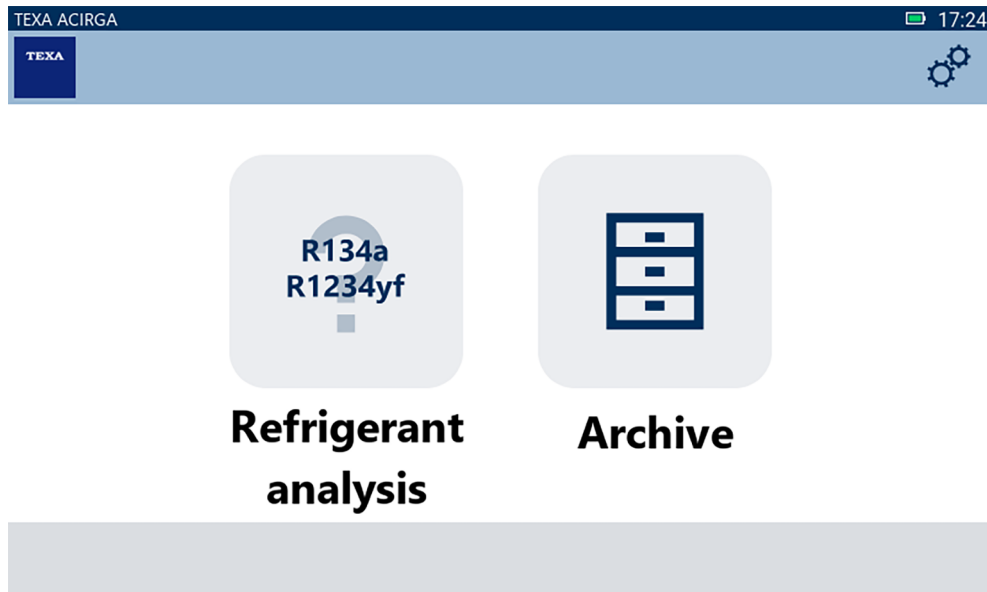 TEXA ACIRGA 17:24
TEXA
R134a
R1234yf
Refrigerant
analysis
Archive